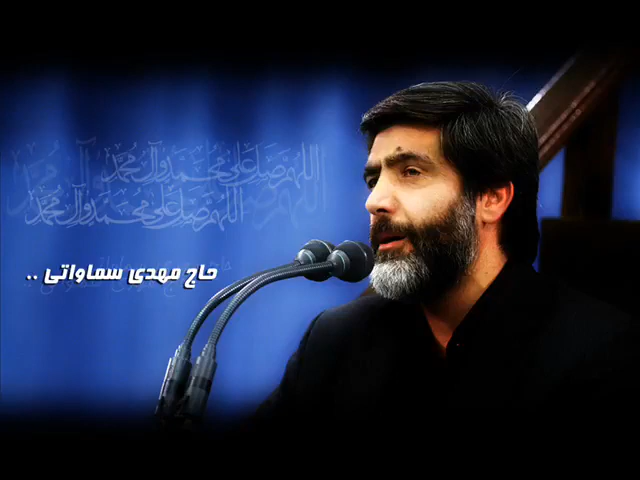 اللهم صل علی محمد و آل محمد
اللهم صل علی محمد و آل محمد
حاج مهدی سماواتی ..